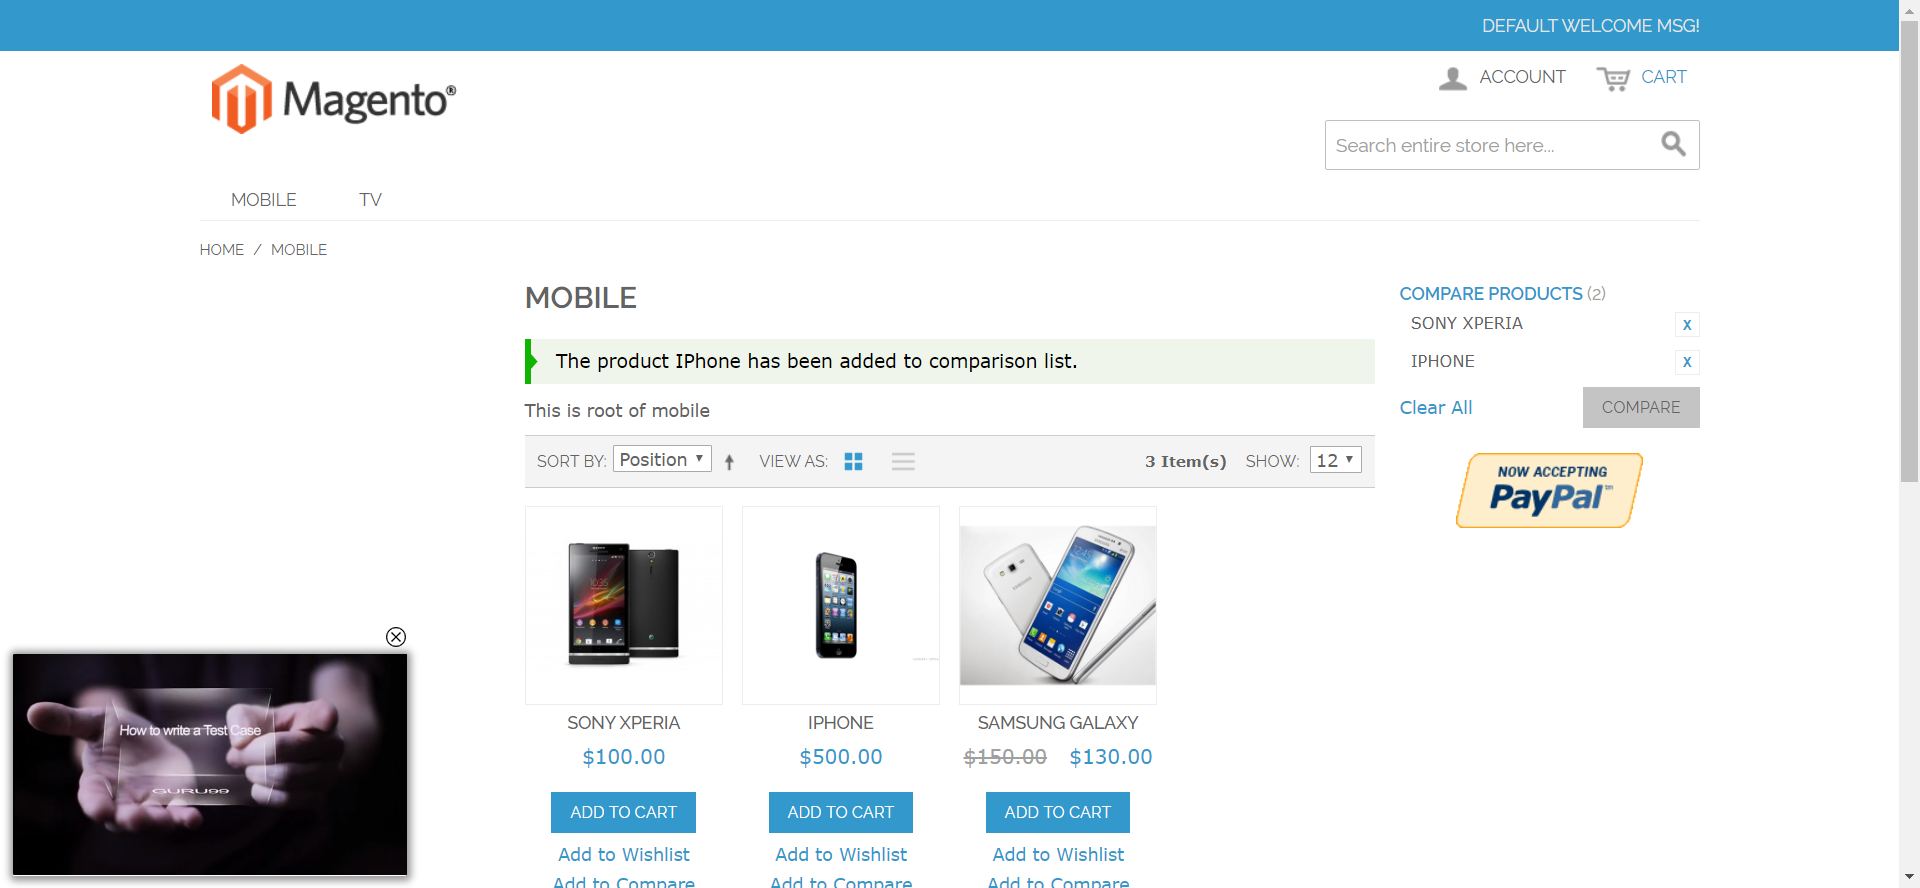 DEFAULT WELCOME MSG!
Magento®
ACCOUNT
CART
Search entire store here...
MOBILE
TV
HOME / MOBILE
MOBILE
The product IPhone has been added to comparison list.
This is root of mobile
SORT BY: Position
VIEW AS:
3 Item(s)
SHOW: 12
COMPARE PRODUCTS (2)
SONY XPERIA
X
IPHONE
X
Clear All
COMPARE
NOW ACCEPTING
PayPal™
SONY XPERIA
$100.00
ADD TO CART
Add to Wishlist
Add to Compare
IPHONE
$500.00
ADD TO CART
Add to Wishlist
Add to Compare
SAMSUNG GALAXY
$150.00 $130.00
ADD TO CART
Add to Wishlist
Add to Compare
How to write a Test Case
GURU99